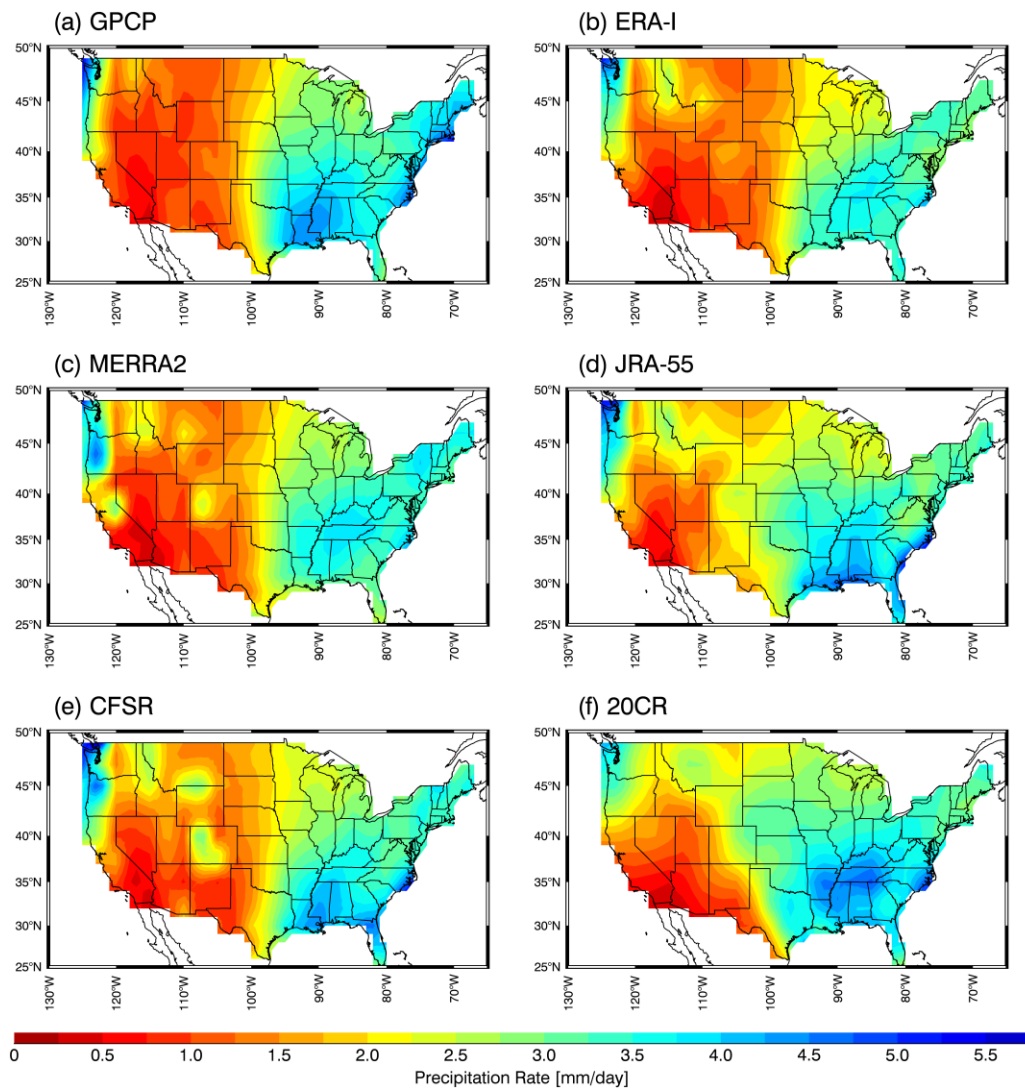 (a) GPCP
50°N
45°N
40°N
35°N
30°N
25°N
130°W
120°W
110°W
100°W
90°W
80°W
70°W
(b) ERA-I
50°N
45°N
40°N
35°N
30°N
25°N
130°W
120°W
110°W
100°W
90°W
80°W
70°W
(c) MERRA2
50°N
45°N
40°N
35°N
30°N
25°N
130°W
120°W
110°W
100°W
90°W
80°W
70°W
(d) JRA-55
50°N
45°N
40°N
35°N
30°N
25°N
130°W
120°W
110°W
100°W
90°W
80°W
70°W
(e) CFSR
50°N
45°N
40°N
35°N
30°N
25°N
130°W
120°W
110°W
100°W
90°W
80°W
70°W
(f) 20CR
50°N
45°N
40°N
35°N
30°N
25°N
130°W
120°W
110°W
100°W
90°W
80°W
70°W
0 0.5 1.0 1.5 2.0 2.5 3.0 3.5 4.0 4.5 5.0 5.5
Precipitation Rate [mm/day]